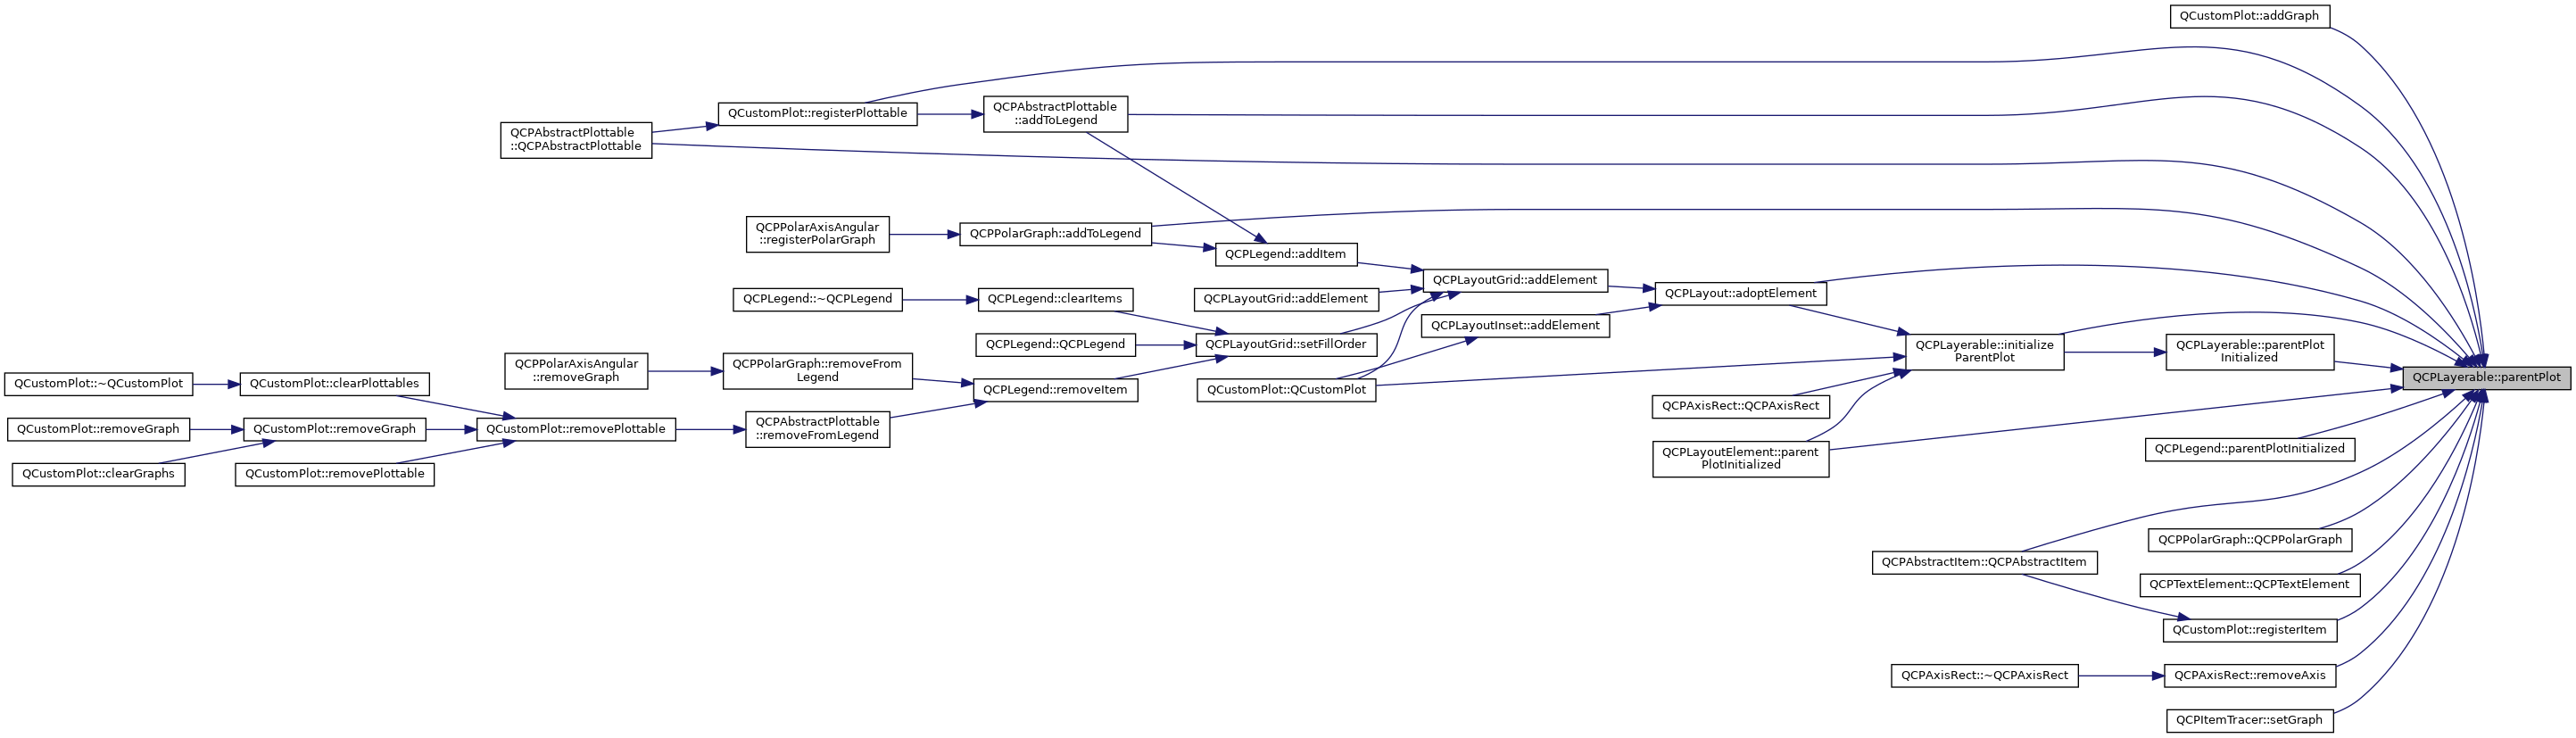 QCustomPlot::addGraph
QCustomPlot::registerPlottable
QCPAbstractPlottable
::addToLegend
QCPAbstractPlottable
::QCPAbstractPlottable
QCPPolarAxisAngular
::registerPolarGraph
QCPPolarGraph::addToLegend
QCPLegend::addItem
QCPLayoutGrid::addElement
QCPLayout::adoptElement
QCPLegend::~QCPLegend
QCPLegend::clearItems
QCPLayoutGrid::addElement
QCPLayoutInset::addElement
QCPLegend::QCPLegend
QCPLayoutGrid::setFillOrder
QCPLayerable::initialize
ParentPlot
QCPLayerable::parentPlot
Initialized
QCPPolarAxisAngular
::removeGraph
QCPPolarGraph::removeFrom
Legend
QCPLayerable::parentPlot
QCustomPlot::~QCustomPlot
QCustomPlot::clearPlottables
QCPLegend::removeItem
QCustomPlot::QCustomPlot
QCPAxisRect::QCPAxisRect
QCustomPlot::removeGraph
QCustomPlot::removeGraph
QCustomPlot::removePlottable
QCPAbstractPlottable
::removeFromLegend
QCPLayoutElement::parent
PlotInitialized
QCPLegend::parentPlotInitialized
QCustomPlot::clearGraphs
QCustomPlot::removePlottable
QCPPolarGraph::QCPPolarGraph
QCPAbstractItem::QCPAbstractItem
QCPTextElement::QCPTextElement
QCustomPlot::registerItem
QCPAxisRect::~QCPAxisRect
QCPAxisRect::removeAxis
QCPItemTracer::setGraph